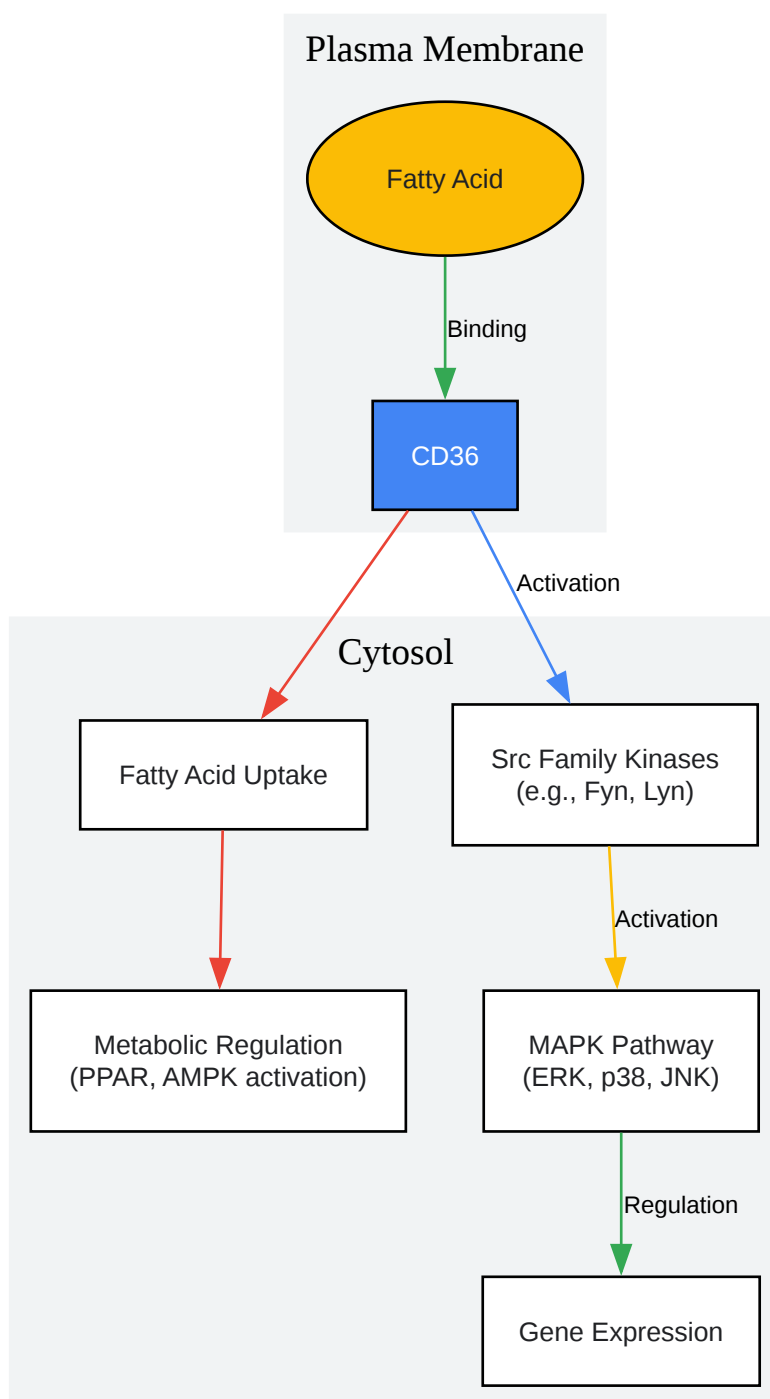 Plasma Membrane
Fatty Acid
Binding
CD36
Activation
Cytosol
Fatty Acid Uptake
Src Family Kinases
(e.g., Fyn, Lyn)
Activation
Metabolic Regulation
(PPAR, AMPK activation)
MAPK Pathway
(ERK, p38, JNK)
Regulation
Gene Expression